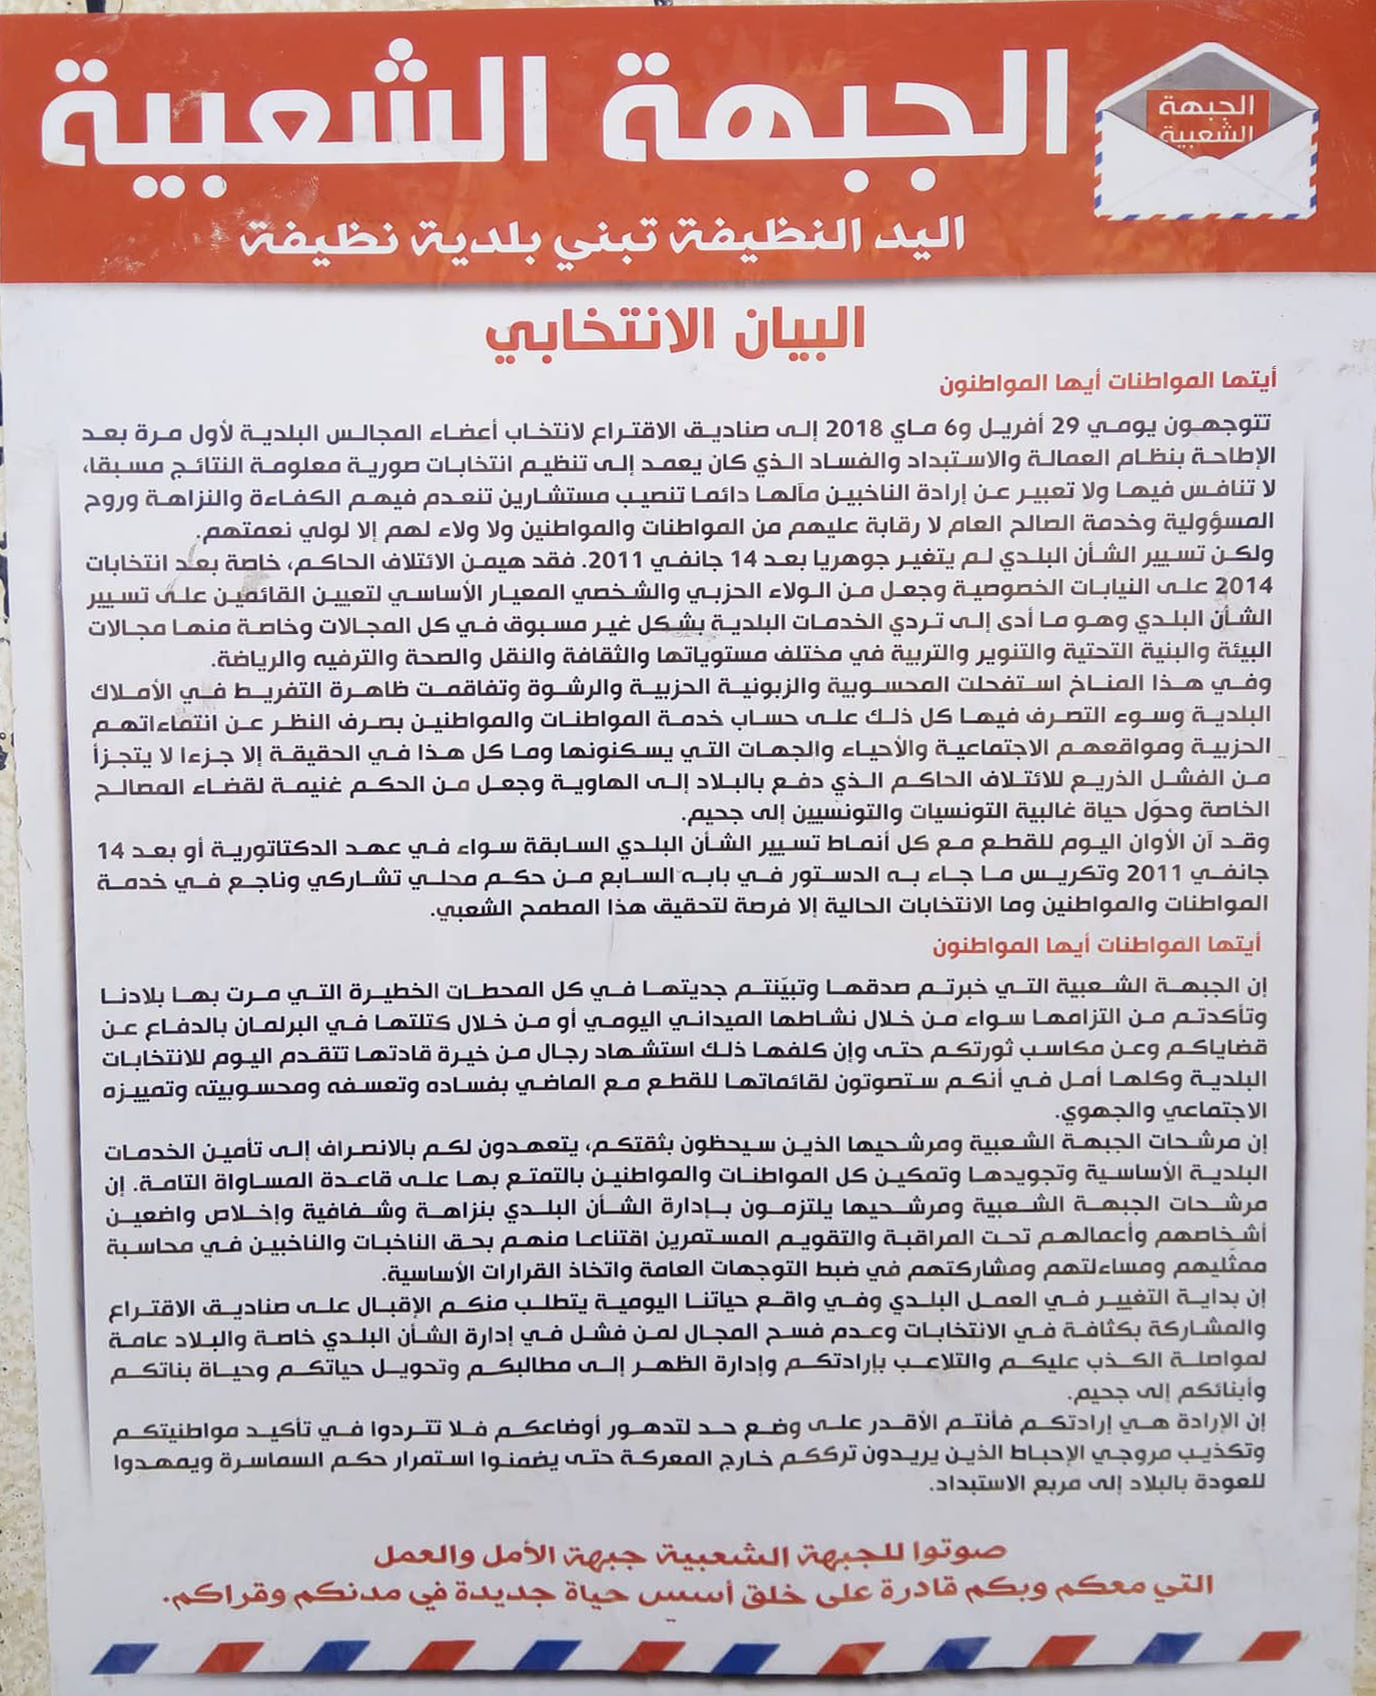 الجبهة الشعبية
الجبهة
الشعبية
اليد النظيفة تبني بلدية نظيفة
البيان الانتخابي
أيتها المواطنات أيها المواطنون
تتوجهون يومي 29 أفريل و6 ماي 2018 إلى صناديق الاقتراع لانتخاب أعضاء المجالس البلدية لأول مرة بعد
الإطاحة بنظام العمالة والاستبداد والفساد الذي كان يعمد إلى تنظيم انتخابات صورية معلومة النتائج مسبقا،
لا تنافس فيها ولا تعبير عن إرادة الناخبين مآلها دائما تنصيب مستشارين تنعدم فيهم الكفاءة والنزاهة وروح
المسؤولية وخدمة الصالح العام لا رقابة عليهم من المواطنات والمواطنين ولا ولاء لهم إلا لولي نعمتهم.
ولكن تسيير الشأن البلدي لم يتغير جوهريا بعد 14 جانفي 2011. فقد هيمن الائتلاف الحاكم، خاصة بعد انتخابات
2014 على النيابات الخصوصية وجعل من الولاء الحزبي والشخصي المعيار الأساسي لتعيين القائمين على تسيير
الشأن البلدي وهو ما أدى إلى تردي الخدمات البلدية بشكل غير مسبوق في كل المجالات وخاصة منها مجالات
البيئة والبنية التحتية والتنوير والتربية في مختلف مستوياتها والثقافة والنقل والصحة والترفيه والرياضة.
وفي هذا المناخ استفحلت المحسوبية والزبونية الحزبية والرشوة وتفاقمت ظاهرة التفريط في الأملاك
البلدية وسوء التصرف فيها كل ذلك على حساب خدمة المواطنات والمواطنين بصرف النظر عن انتماءاتهم
الحزبية ومواقعهم الاجتماعية والأحياء والجهات التي يسكنونها وما كل هذا في الحقيقة إلا جزءا لا يتجزأ
من الفشل الذريع للائتلاف الحاكم الذي دفع بالبلاد إلى الهاوية وجعل من الحكم غنيمة لقضاء المصالح
الخاصة وحوّل حياة غالبية التونسيات والتونسيين إلى جحيم.
وقد آن الأوان اليوم للقطع مع كل أنماط تسيير الشأن البلدي السابقة سواء في عهد الدكتاتورية أو بعد 14
جانفي 2011 وتكريس ما جاء به الدستور في بابه السابع من حكم محلي تشاركي وناجع في خدمة
المواطنات والمواطنين وما الانتخابات الحالية إلا فرصة لتحقيق هذا المطمح الشعبي.
أيتها المواطنات أيها المواطنون
إن الجبهة الشعبية التي خبرتم صدقها وتبيّنتم جديتها في كل المحطات الخطيرة التي مرت بها بلادنا
وتأكدتم من التزامها سواء من خلال نشاطها الميداني اليومي أو من خلال كتلتها في البرلمان بالدفاع عن
قضاياكم وعن مكاسب ثورتكم حتى وإن كلفها ذلك استشهاد رجال من خيرة قادتها تتقدم اليوم للانتخابات
البلدية وكلها أمل في أنكم ستصوتون لقائماتها للقطع مع الماضي بفساده وتعسفه ومحسوبيته وتمييزه
الاجتماعي والجهوي.
إن مرشحات الجبهة الشعبية ومرشحيها الذين سيحظون بثقتكم، يتعهدون لكم بالانصراف إلى تأمين الخدمات
البلدية الأساسية وتجويدها وتمكين كل المواطنات والمواطنين بالتمتع بها على قاعدة المساواة التامة. إن
مرشحات الجبهة الشعبية ومرشحيها يلتزمون بإدارة الشأن البلدي بنزاهة وشفافية وإخلاص واضعين
أشخاصهم وأعمالهم تحت المراقبة والتقويم المستمرين اقتناعا منهم بحق الناخبات والناخبين في محاسبة
ممثليهم ومساءلتهم ومشاركتهم في ضبط التوجهات العامة واتخاذ القرارات الأساسية.
إن بداية التغيير في العمل البلدي وفي واقع حياتنا اليومية يتطلب منكم الإقبال على صناديق الاقتراع
والمشاركة بكثافة في الانتخابات وعدم فسح المجال لمن فشل في إدارة الشأن البلدي خاصة والبلاد عامة
لمواصلة الكذب عليكم والتلاعب بإرادتكم وإدارة الظهر إلى مطالبكم وتحويل حياتكم وحياة بناتكم
وأبنائكم إلى جحيم.
إن الإرادة هي إرادتكم فأنتم الأقدر على وضع حد لتدهور أوضاعكم فلا تتردوا في تأكيد مواطنيتكم
وتكذيب مروجي الإحباط الذين يريدون ترككم خارج المعركة حتى يضمنوا استمرار حكم السماسرة ويمهدوا
للعودة بالبلاد إلى مربع الاستبداد.
صوتوا للجبهة الشعبية جبهة الأمل والعمل
التي معكم وبكم قادرة على خلق أسس حياة جديدة في مدنكم وقراكم.